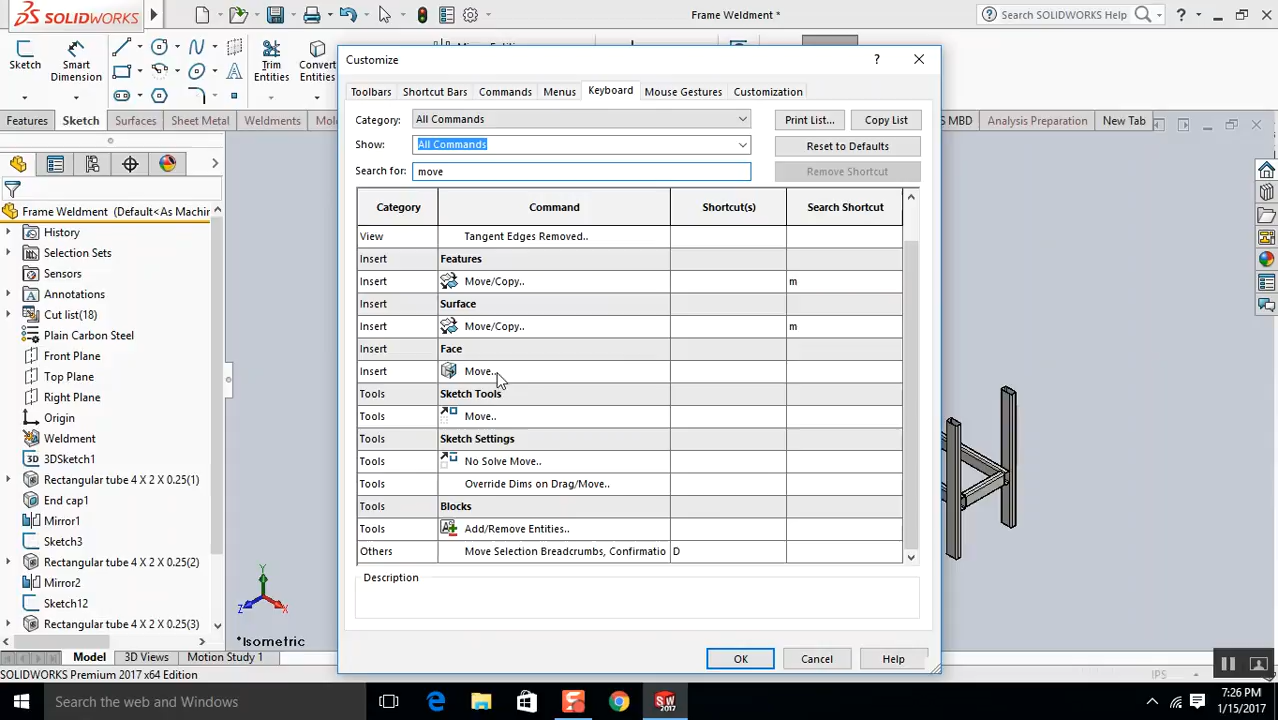 SOLIDWORKS
Frame Weldment *
Search SOLIDWORKS Help
Sketch
Smart
Dimension
Trim
Entities
Convert
Entities
Features
Sketch
Surfaces
Sheet Metal
Weldments
SS MBD
Analysis Preparation
New Tab
Frame Weldment (Default<As Machin
History
Selection Sets
Sensors
Annotations
Cut list(18)
Plain Carbon Steel
Front Plane
Top Plane
Right Plane
Origin
Weldment
3DSketch1
Rectangular tube 4 X 2 X 0.25(1)
End cap1
Mirror1
Sketch3
Rectangular tube 4 X 2 X 0.25(2)
Mirror2
Sketch12
Rectangular tube 4 X 2 X 0.25(3)
Customize
Toolbars
Shortcut Bars
Commands
Menus
Keyboard
Mouse Gestures
Customization
Category: All Commands
Show: All Commands
Search for: move
Print List...
Copy List
Reset to Defaults
Remove Shortcut
Category Command Shortcut(s) Search Shortcut
View Tangent Edges Removed..
Insert Features
Insert Move/Copy.. m
Insert Surface
Insert Move/Copy.. m
Insert Face
Insert Move..
Tools Sketch Tools
Tools Move..
Tools Sketch Settings
Tools No Solve Move..
Tools Override Dims on Drag/Move..
Tools Blocks
Tools Add/Remove Entities..
Others Move Selection Breadcrumbs, Confirmatio D
Description
OK
Cancel
Help
Y
Z
X
*Isometric
Model
3D Views
Motion Study 1
SOLIDWORKS Premium 2017 x64 Edition
IPS
Search the web and Windows
SW
2017
7:26 PM
1/15/2017